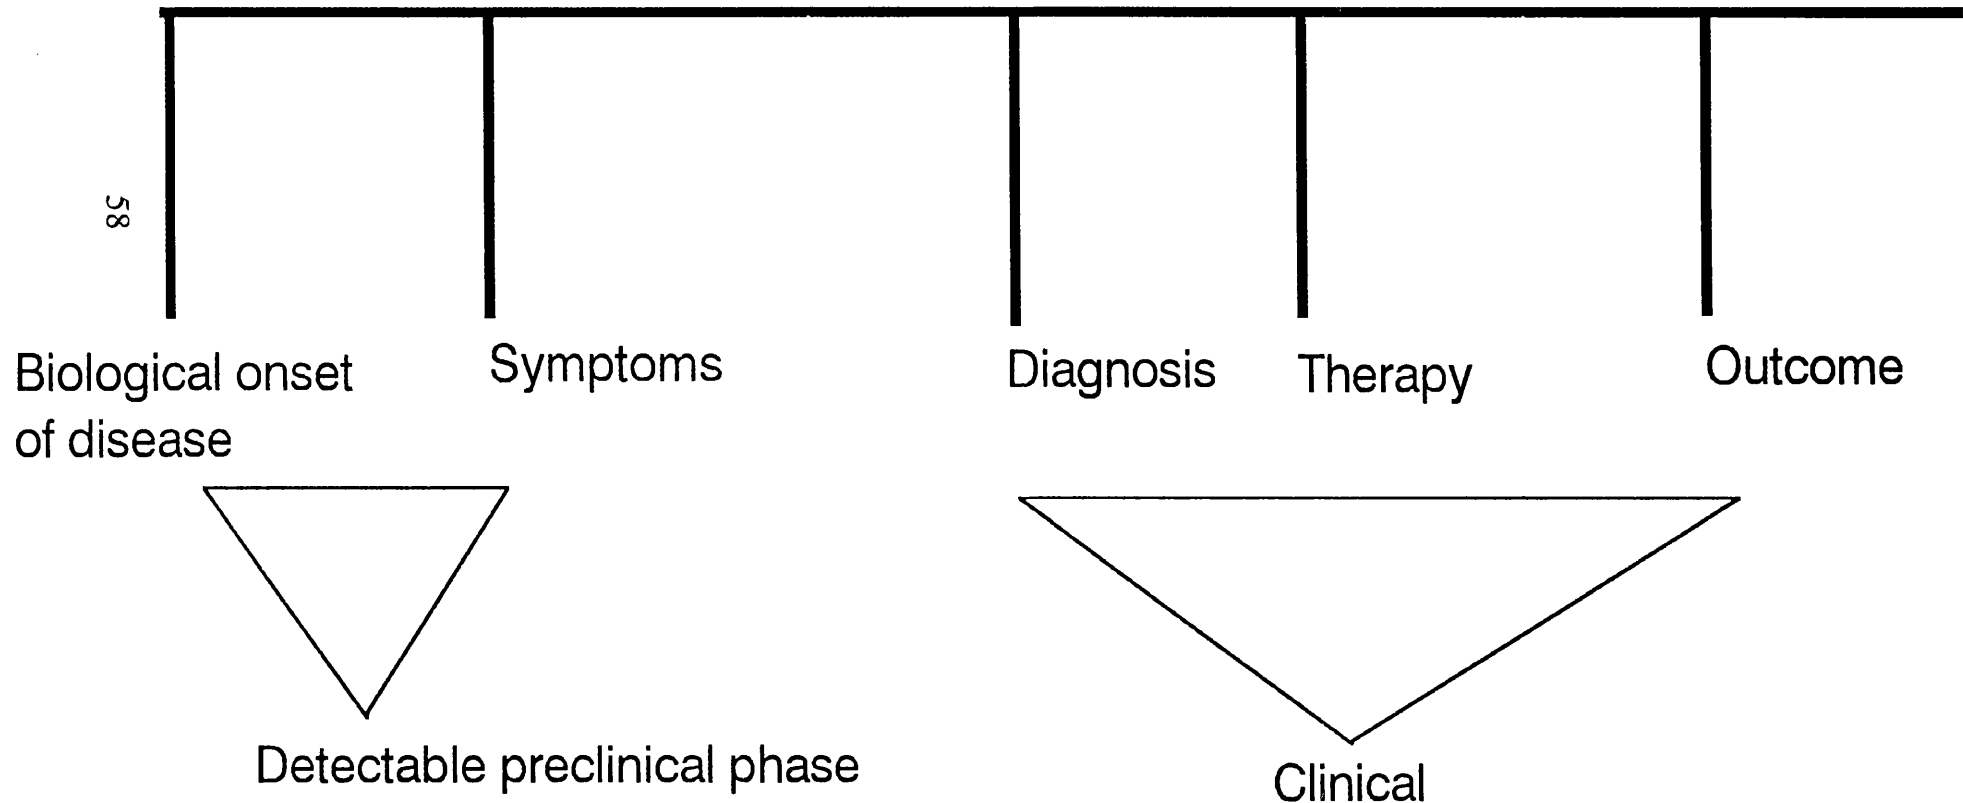 58
Biological onset
of disease
Symptoms
Diagnosis
Therapy
Outcome
Detectable preclinical phase
Clinical